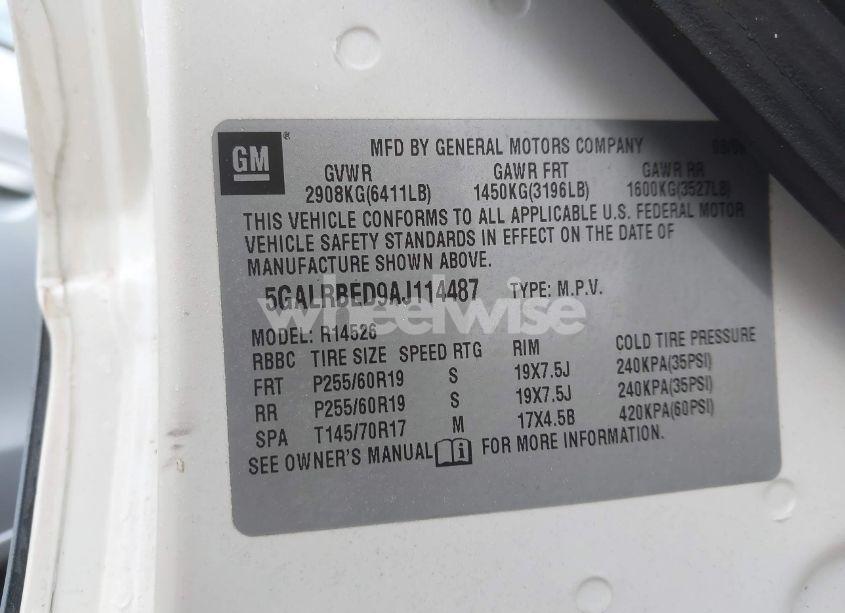 GM ®
MFD BY GENERAL MOTORS COMPANY
GVWR GAWR FRT GAWR RR
2908KG(6411LB) 1450KG(3196LB) 1600KG(3527LB)
THIS VEHICLE CONFORMS TO ALL APPLICABLE U.S. FEDERAL MOTOR
VEHICLE SAFETY STANDARDS IN EFFECT ON THE DATE OF
MANUFACTURE SHOWN ABOVE.
5GALRBED9AJ114487 TYPE: M.P.V.
wheelwise
MODEL: R14526
RBBC TIRE SIZE SPEED RTG RIM COLD TIRE PRESSURE
FRT P255/60R19 S 19X7.5J 240KPA(35PSI)
RR P255/60R19 S 19X7.5J 240KPA(35PSI)
SPA T145/70R17 M 17X4.5B 420KPA(60PSI)
SEE OWNER'S MANUAL FOR MORE INFORMATION.